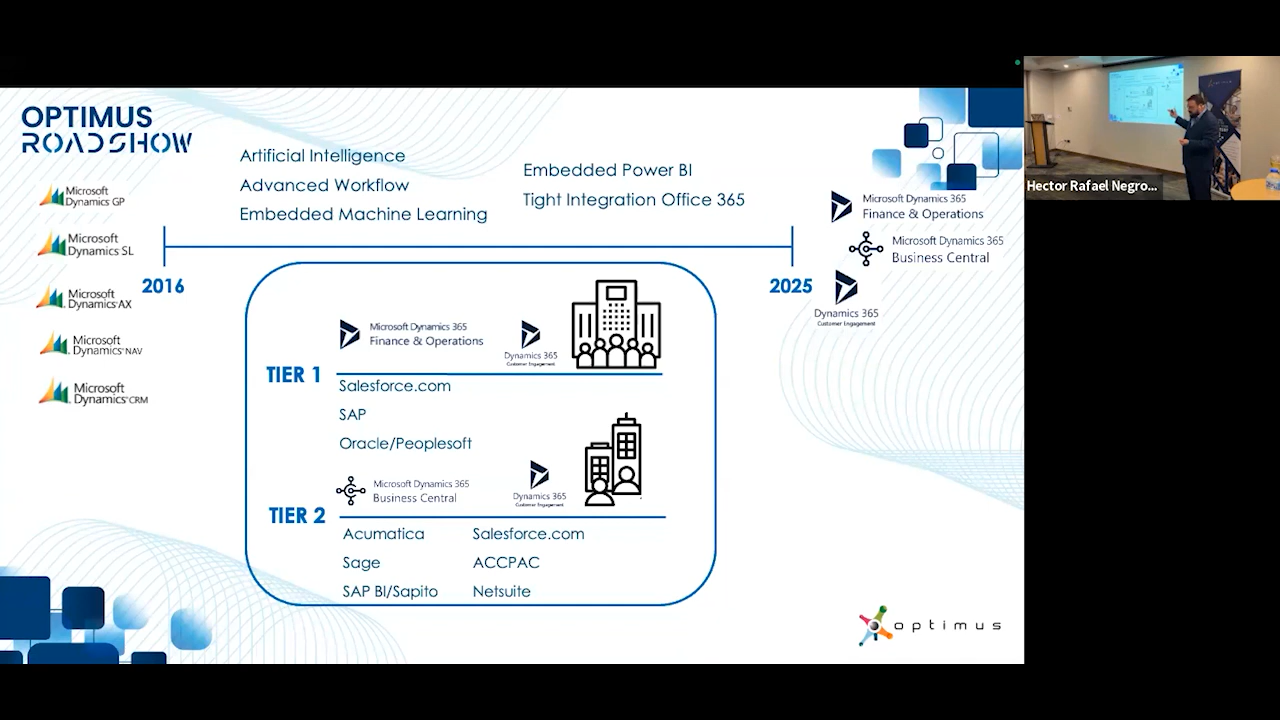 OPTIMUS
ROADSHOW
Microsoft
Dynamics GP
Microsoft
Dynamics SL
Microsoft
Dynamics AX
Microsoft
Dynamics NAV
Microsoft
Dynamics CRM
Artificial Intelligence
Advanced Workflow
Embedded Machine Learning
Embedded Power BI
Tight Integration Office 365
2016
2025
Microsoft Dynamics 365
Finance & Operations
Microsoft Dynamics 365
Business Central
Dynamics 365
Customer Engagement
TIER 1
Microsoft Dynamics 365
Finance & Operations
Dynamics 365
Customer Engagement
Salesforce.com
SAP
Oracle/Peoplesoft
TIER 2
Microsoft Dynamics 365
Business Central
Dynamics 365
Customer Engagement
Acumatica
Sage
SAP BI/Sapito
Salesforce.com
ACCPAC
Netsuite
optimus
Hector Rafael Negro...